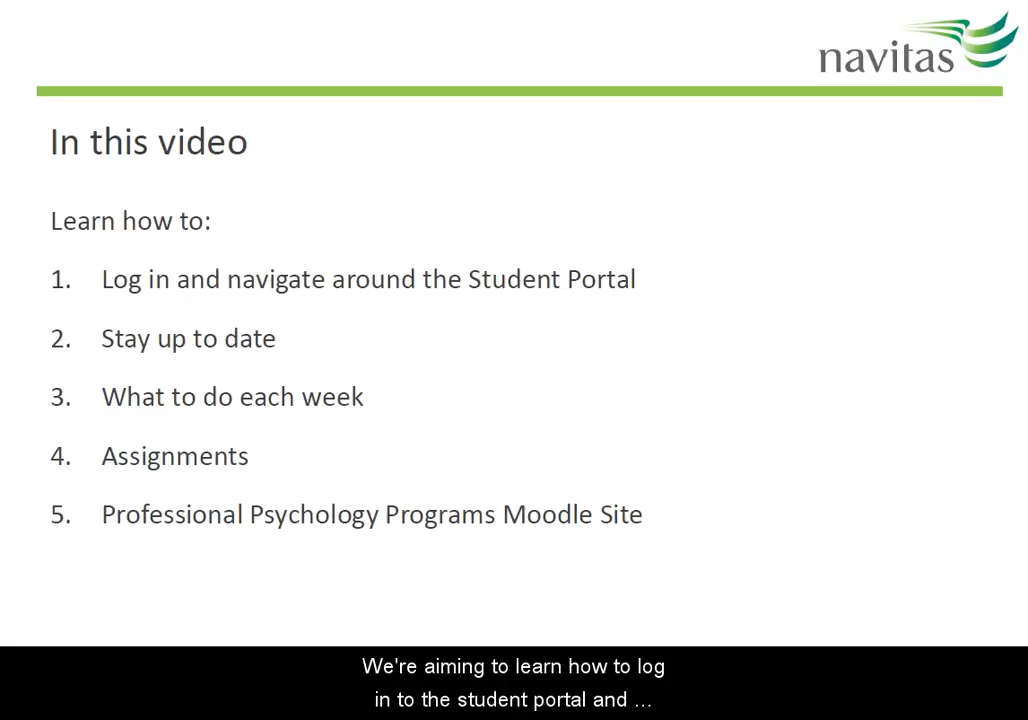 navitas
In this video
Learn how to:
1. Log in and navigate around the Student Portal
2. Stay up to date
3. What to do each week
4. Assignments
5. Professional Psychology Programs Moodle Site
We're aiming to learn how to log
in to the student portal and ...